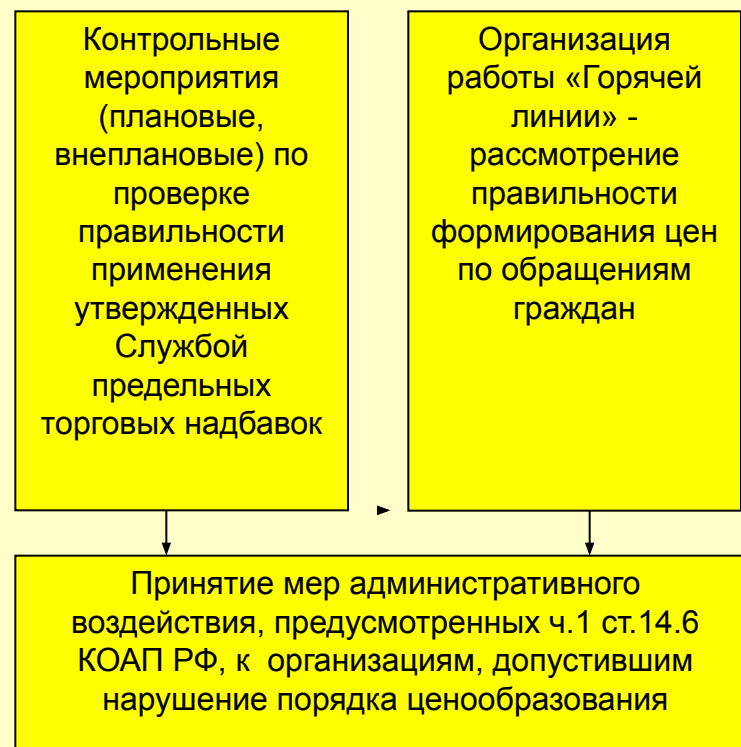 Контрольные
мероприятия
(плановые,
внеплановые) по
проверке
правильности
применения
утвержденных
Службой
предельных
торговых надбавок
Организация
работы «Горячей
линии» -
рассмотрение
правильности
формирования цен
по обращениям
граждан
Принятие мер административного
воздействия, предусмотренных ч.1 ст.14.6
КОАП РФ, к  организациям, допустившим
нарушение порядка ценообразования